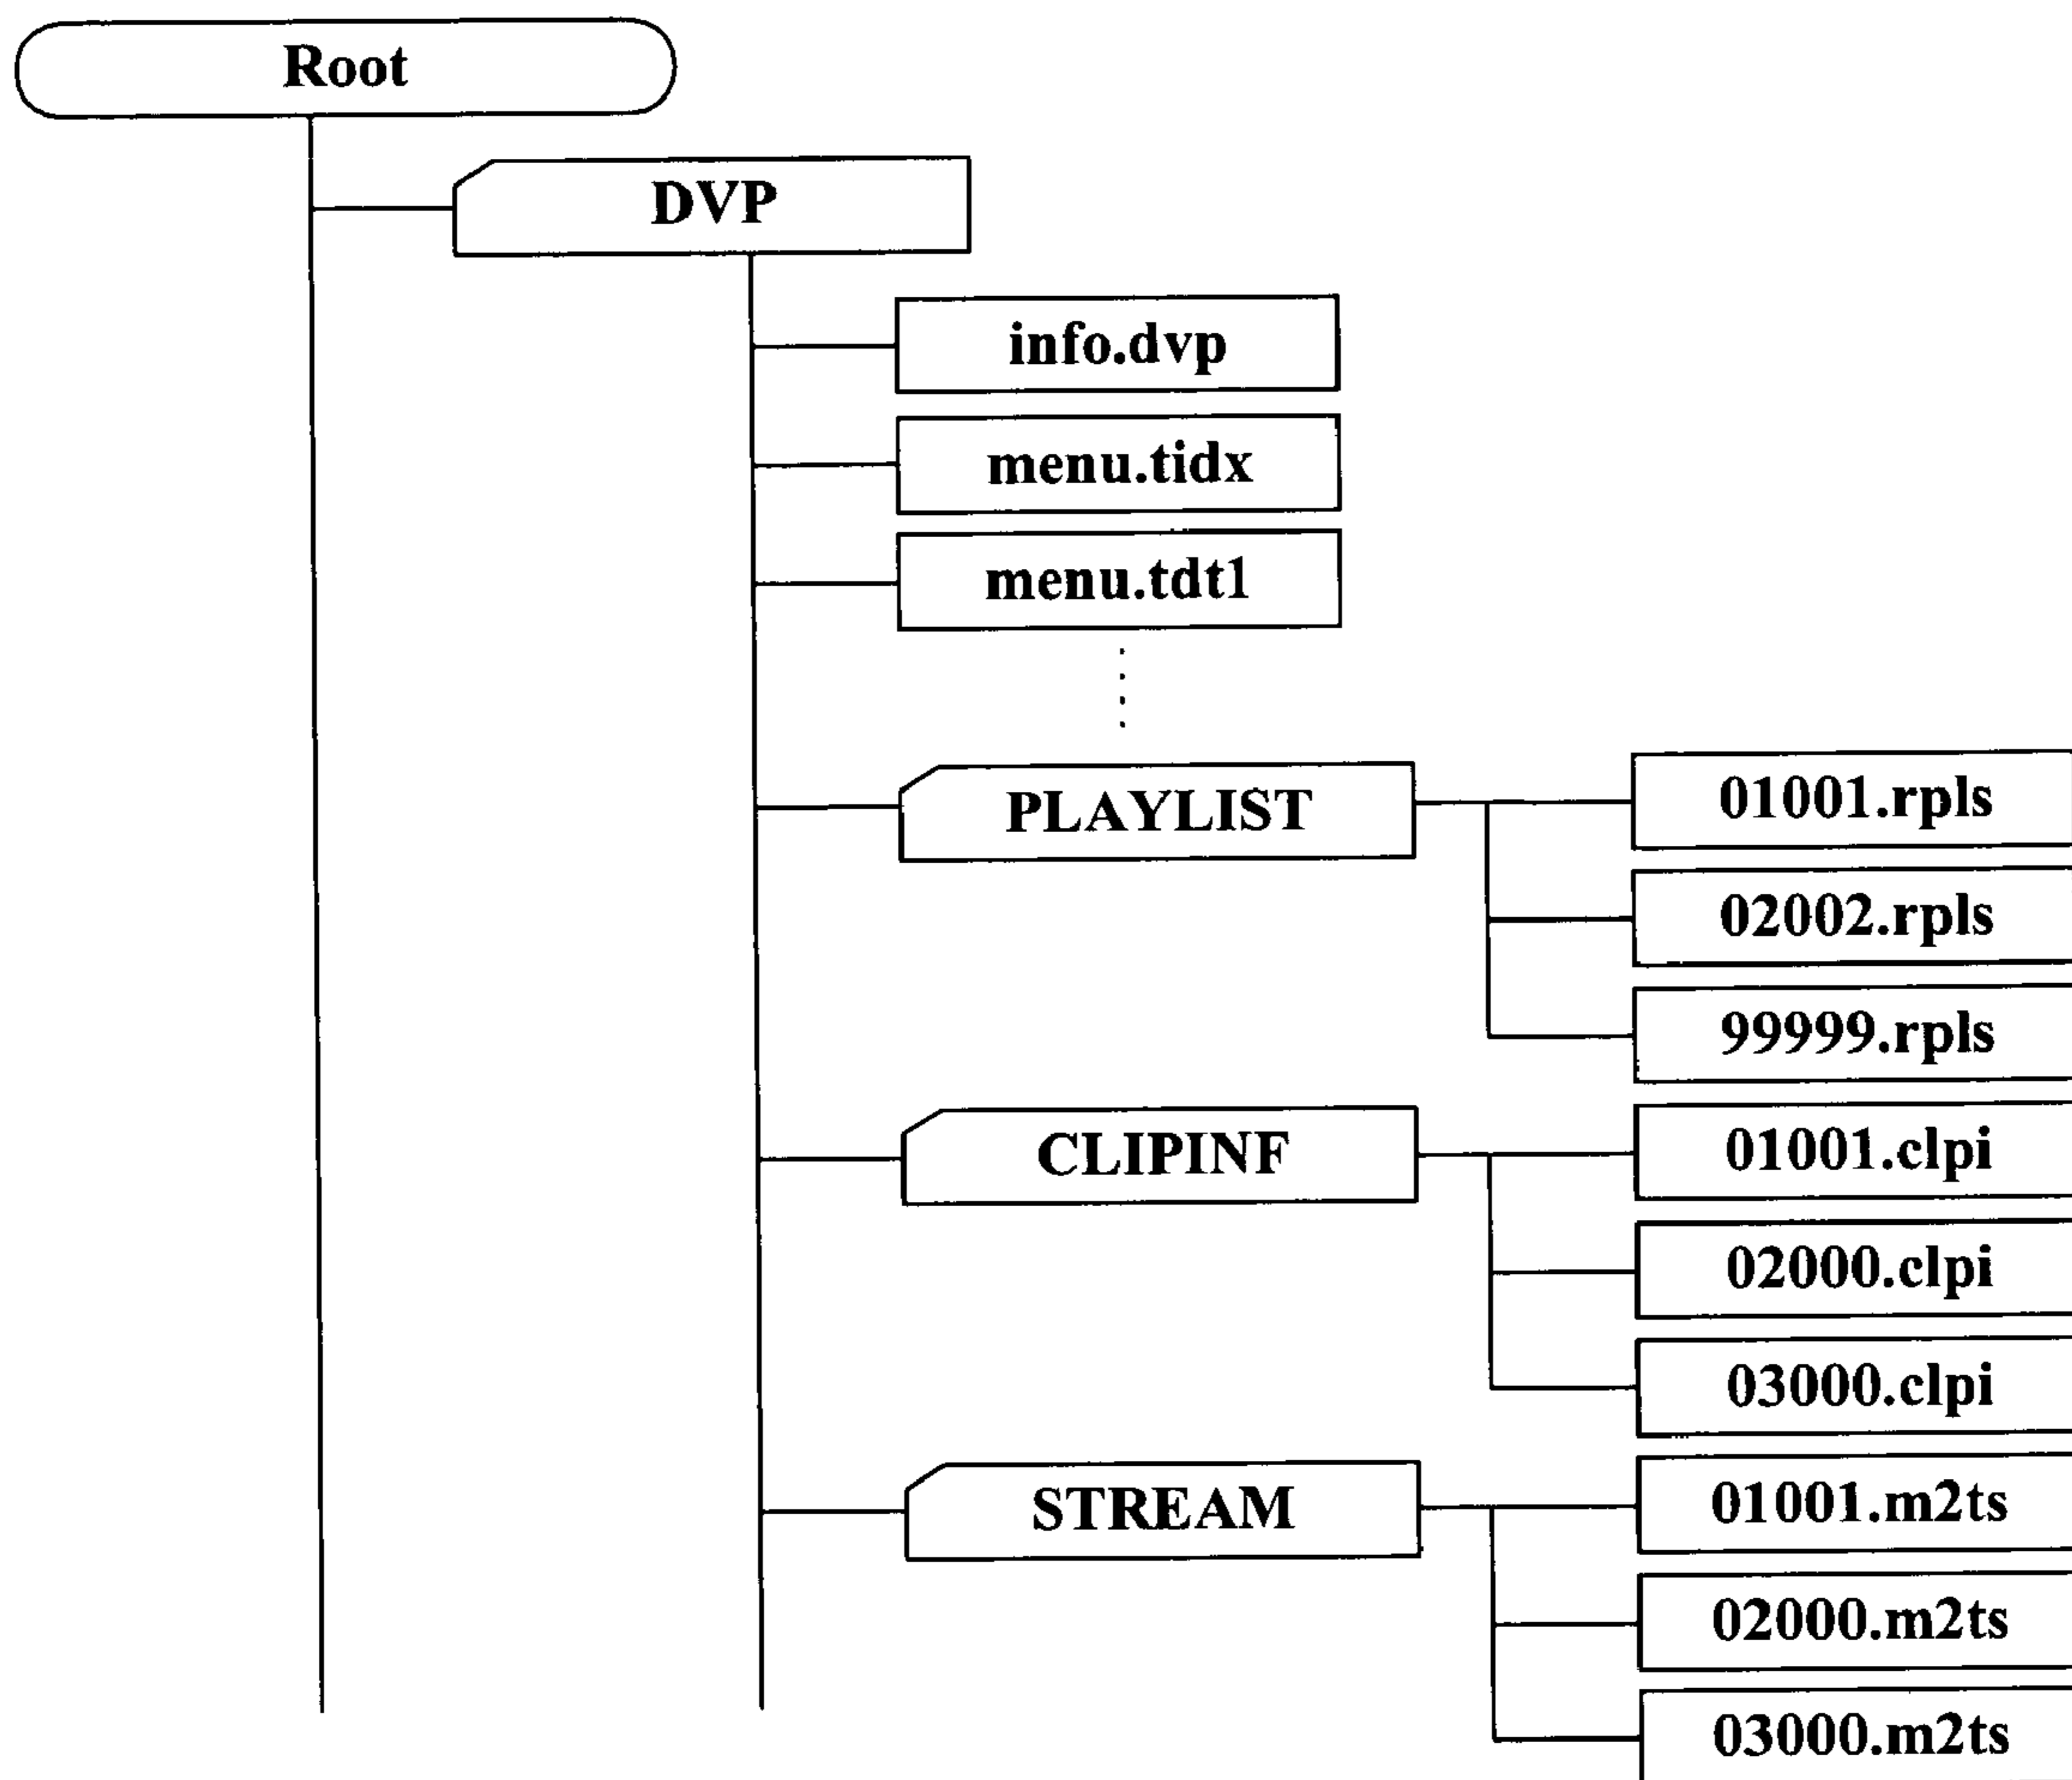 Root
DVP
info.dvp
menu.tidx
menu.tdt1
PLAYLIST
01001.rpls
02002.rpls
99999.rpls
CLIPINF
01001.clpi
02000.clpi
03000.clpi
STREAM
01001.m2ts
02000.m2ts
03000.m2ts